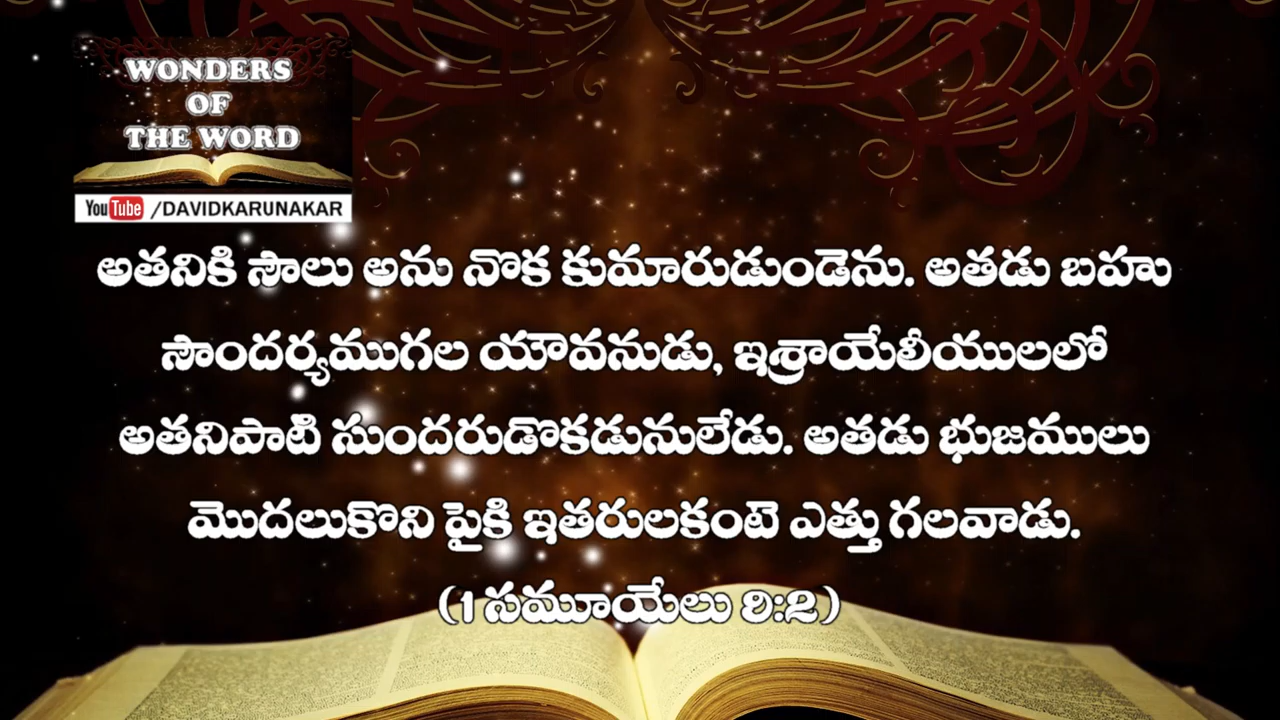 WONDERS
OF
THE WORD
YouTube /DAVIDKARUNAKAR
అతనికి సౌలు అను నొక కుమారుడుండెను. అతడు బహు
సౌందర్యముగల యౌవనుడు, ఇశ్రాయేలీయులలో
అతనిపాటి సుందరుడొకడునులేడు. అతడు భుజములు
మొదలుకొని పైకి ఇతరులకంటె ఎత్తు గలవాడు.
(1 సమూయేలు 9:2)